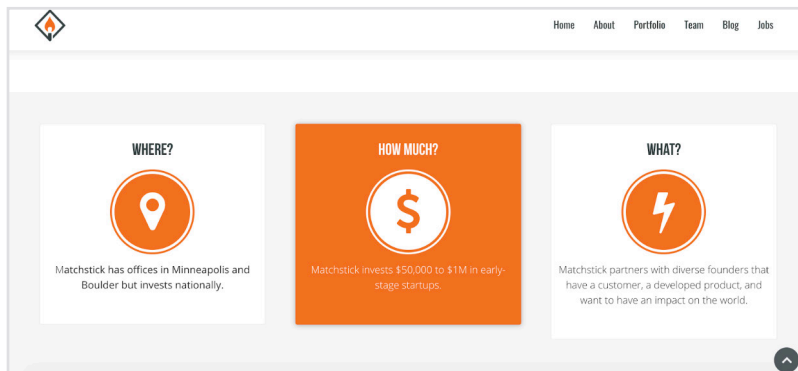 Home About Portfolio Team Blog Jobs
WHERE?
Matchstick has offices in Minneapolis and
Boulder but invests nationally.
HOW MUCH?
$
Matchstick invests $50,000 to $1M in early-
stage startups.
WHAT?
Matchstick partners with diverse founders that
have a customer, a developed product, and
want to have an impact on the world.